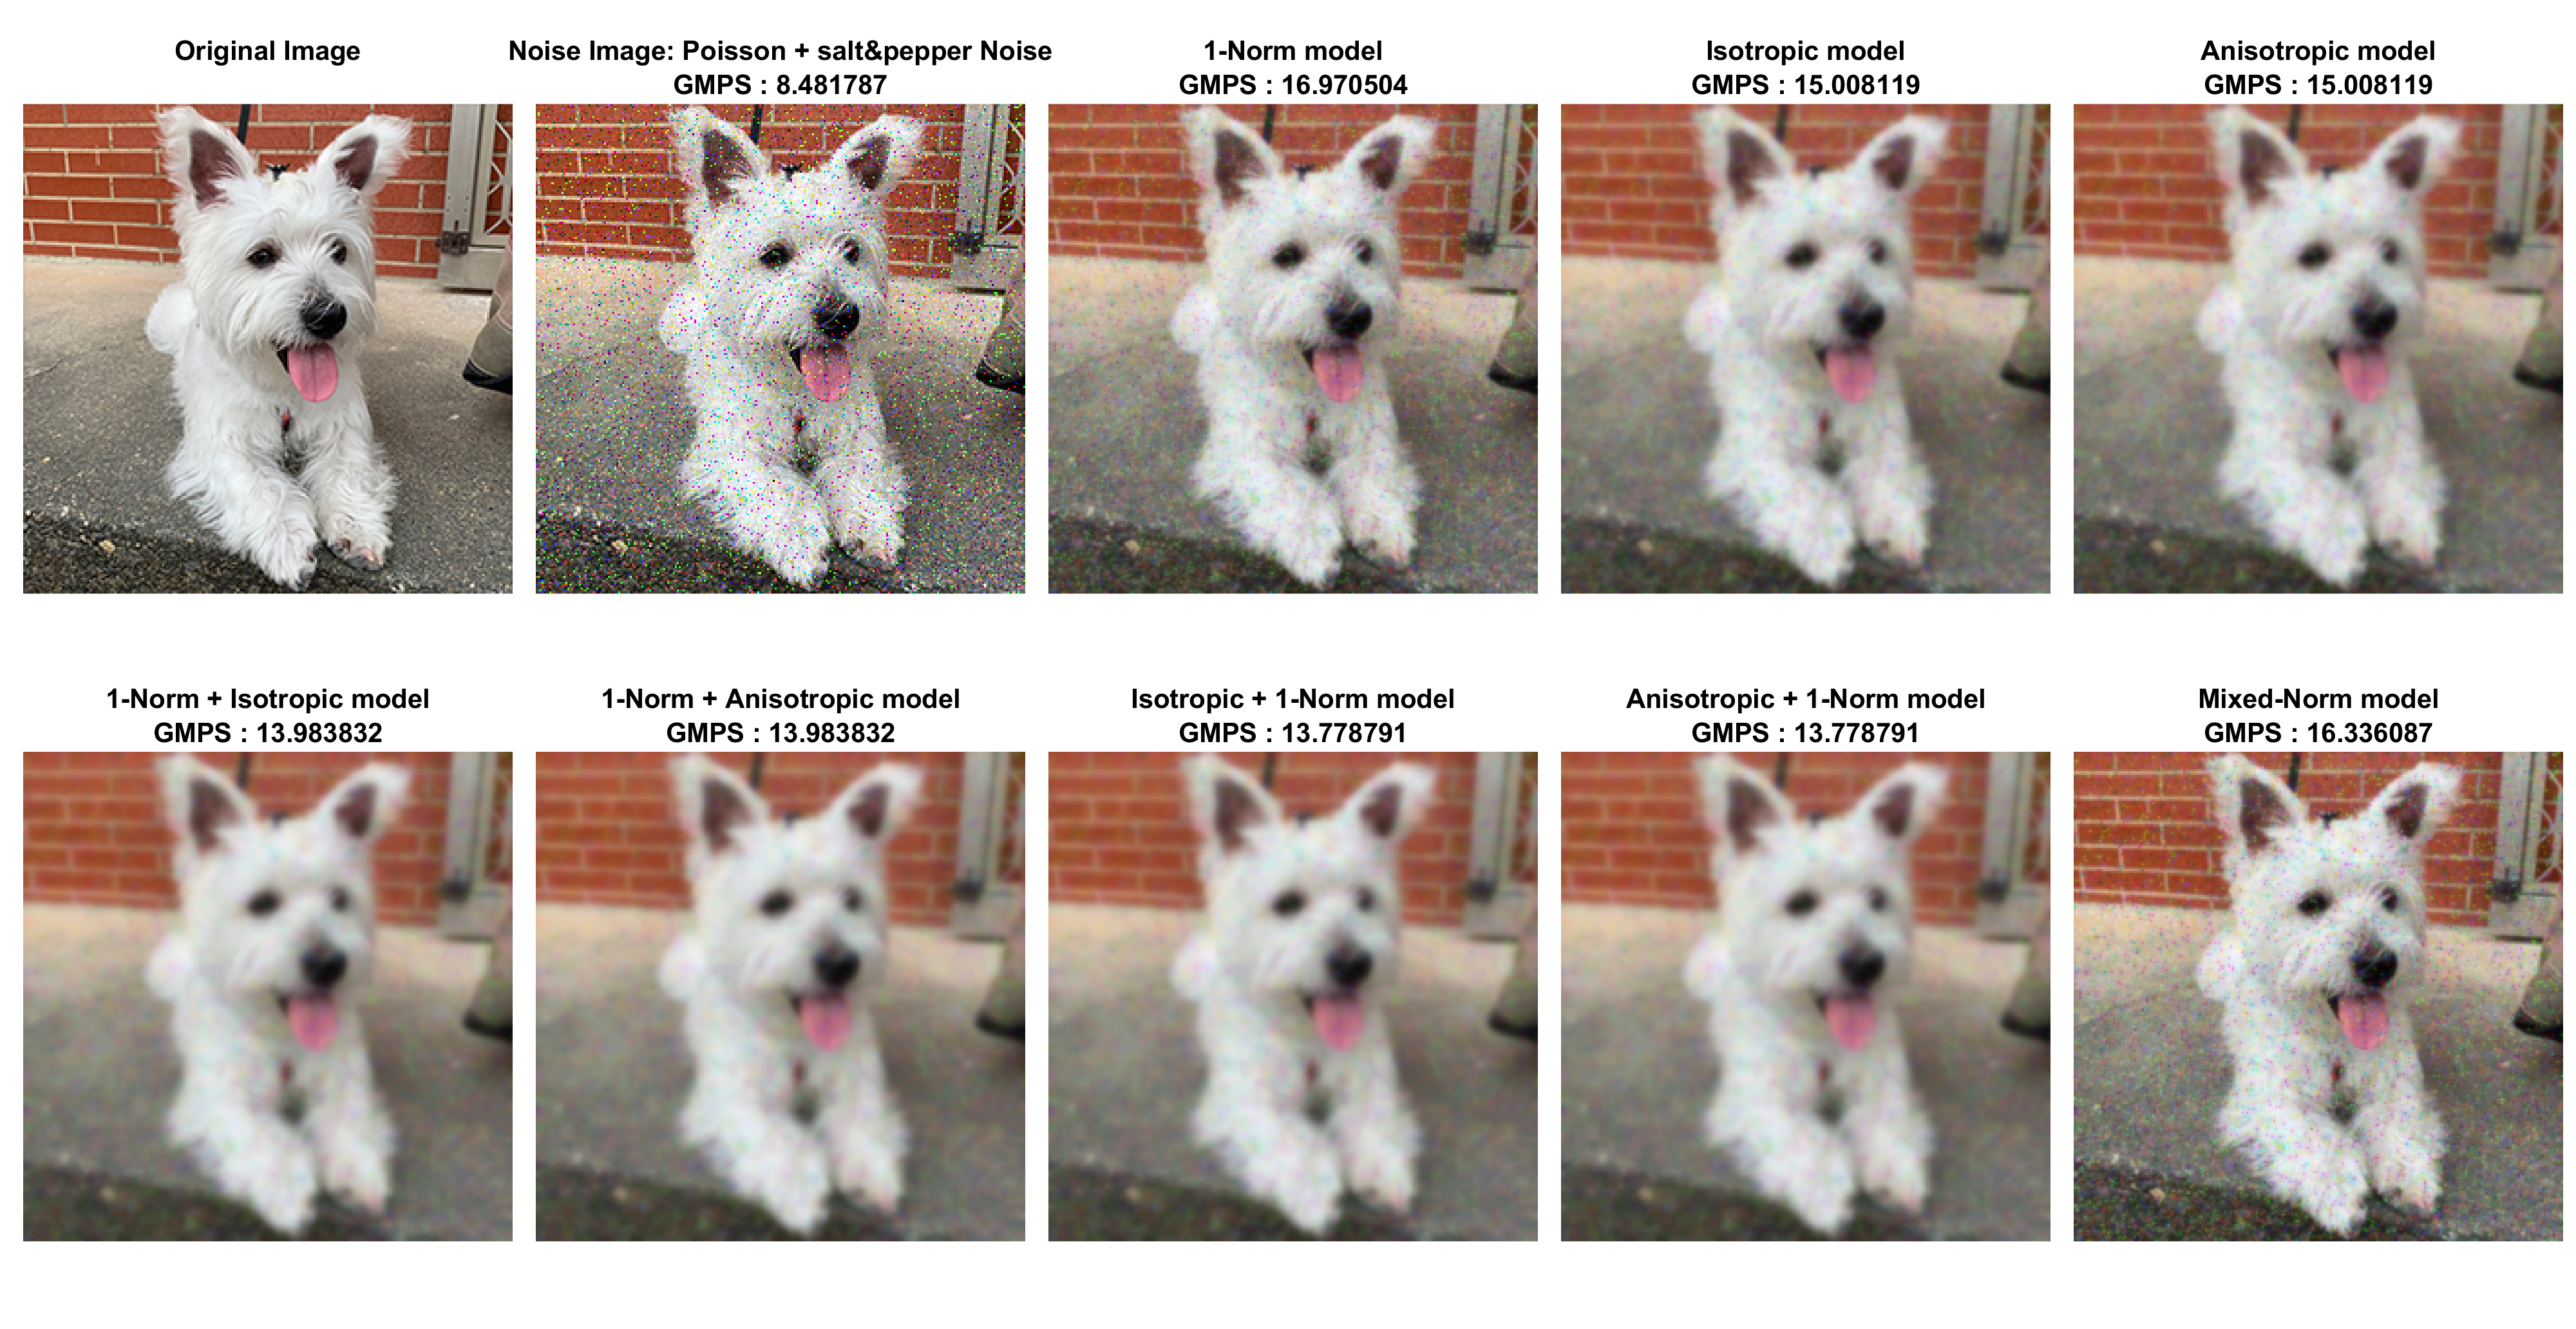 Original Image
Noise Image: Poisson + salt&pepper Noise
GMPS : 8.481787
1-Norm model
GMPS : 16.970504
Isotropic model
GMPS : 15.008119
Anisotropic model
GMPS : 15.008119
1-Norm + Isotropic model
GMPS : 13.983832
1-Norm + Anisotropic model
GMPS : 13.983832
Isotropic + 1-Norm model
GMPS : 13.778791
Anisotropic + 1-Norm model
GMPS : 13.778791
Mixed-Norm model
GMPS : 16.336087